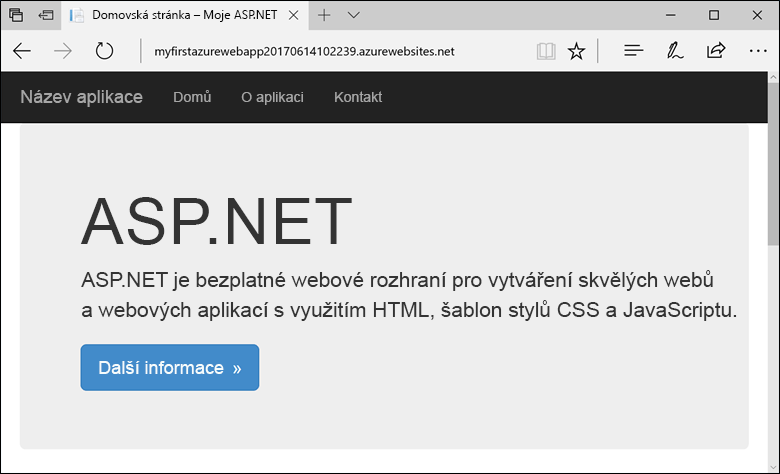 Domovská stránka – Moje ASP.NET
myfirstazurewebapp20170614102239.azurewebsites.net
Název aplikace Domů O aplikaci Kontakt
ASP.NET
ASP.NET je bezplatné webové rozhraní pro vytváření skvělých webů
a webových aplikací s využitím HTML, šablon stylů CSS a JavaScriptu.
Další informace »